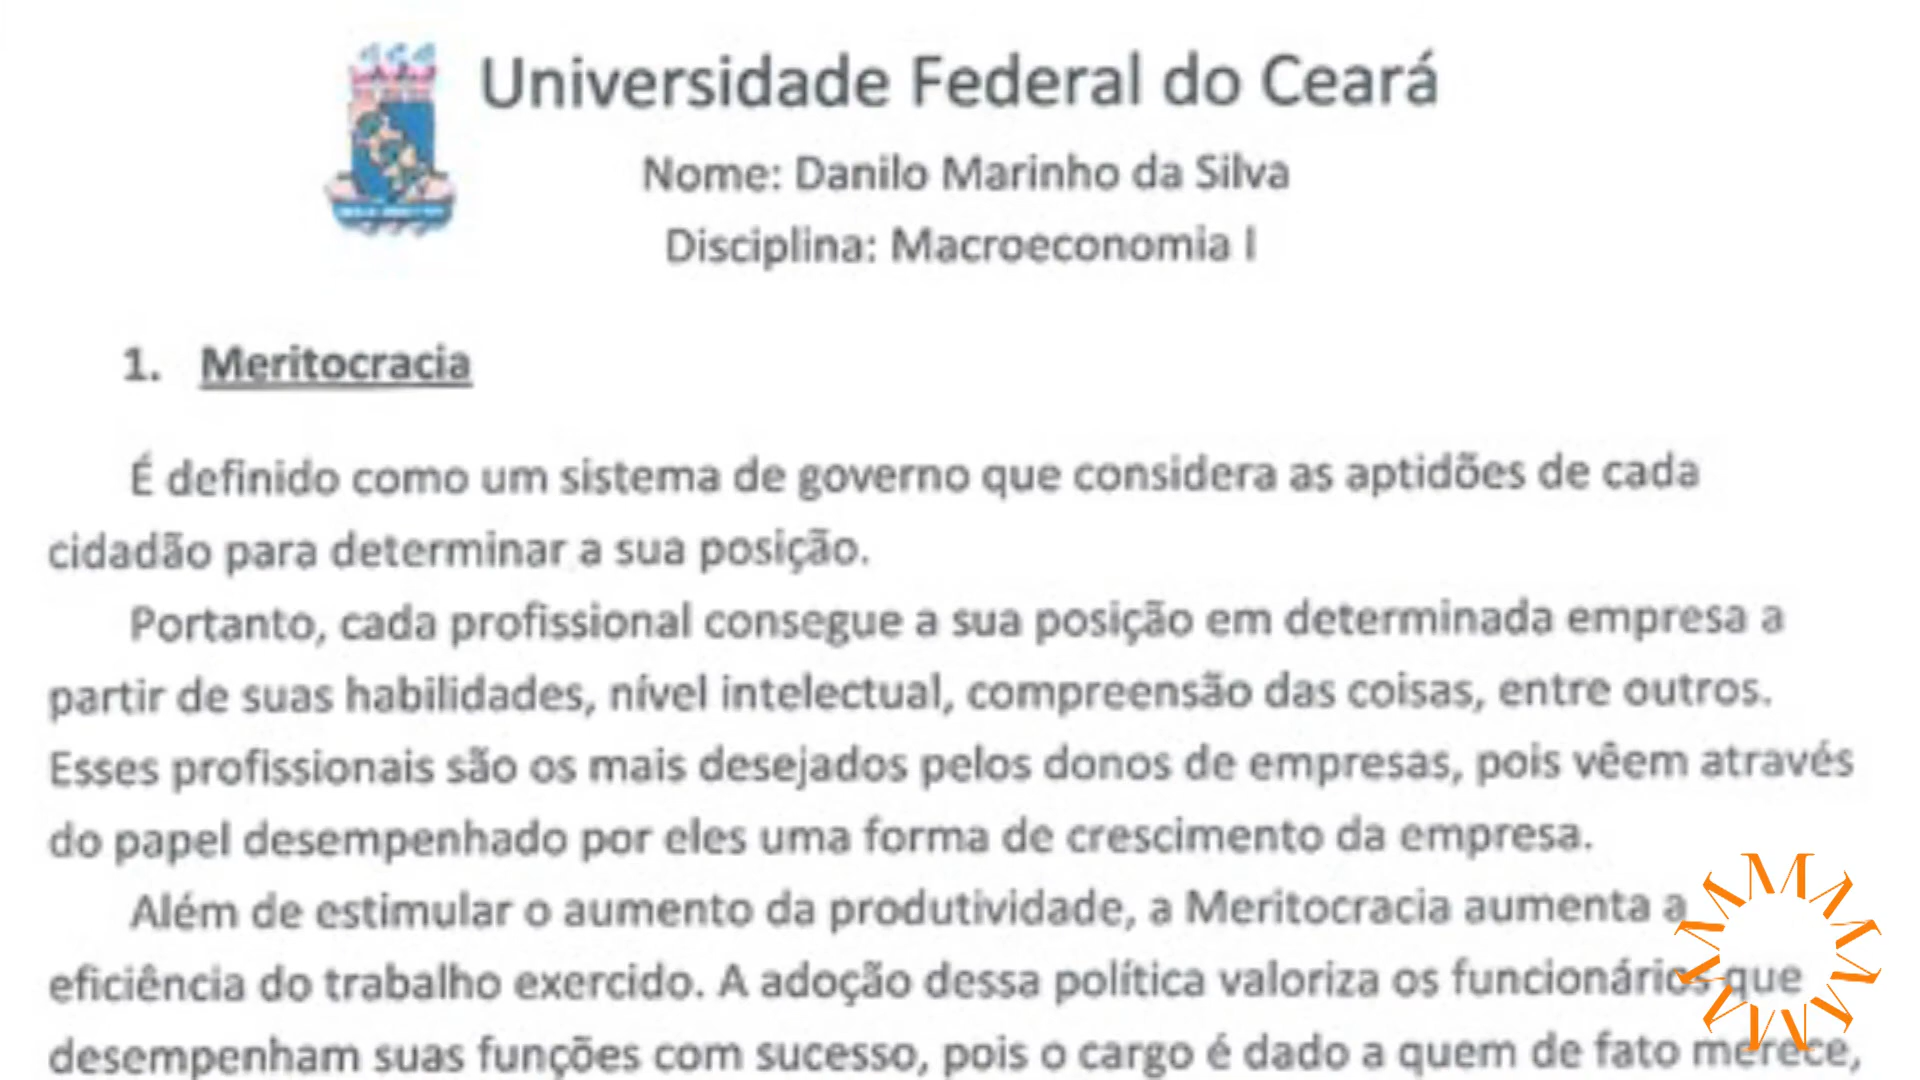 Universidade Federal do Ceará
Nome: Danilo Marinho da Silva
Disciplina: Macroeconomia I
1. Meritocracia
É definido como um sistema de governo que considera as aptidões de cada
cidadão para determinar a sua posição.
Portanto, cada profissional consegue a sua posição em determinada empresa a
partir de suas habilidades, nível intelectual, compreensão das coisas, entre outros.
Esses profissionais são os mais desejados pelos donos de empresas, pois vêem através
do papel desempenhado por eles uma forma de crescimento da empresa.
Além de estimular o aumento da produtividade, a Meritocracia aumenta a
eficiência do trabalho exercido. A adoção dessa política valoriza os funcionários que
desempenham suas funções com sucesso, pois o cargo é dado a quem de fato merece,